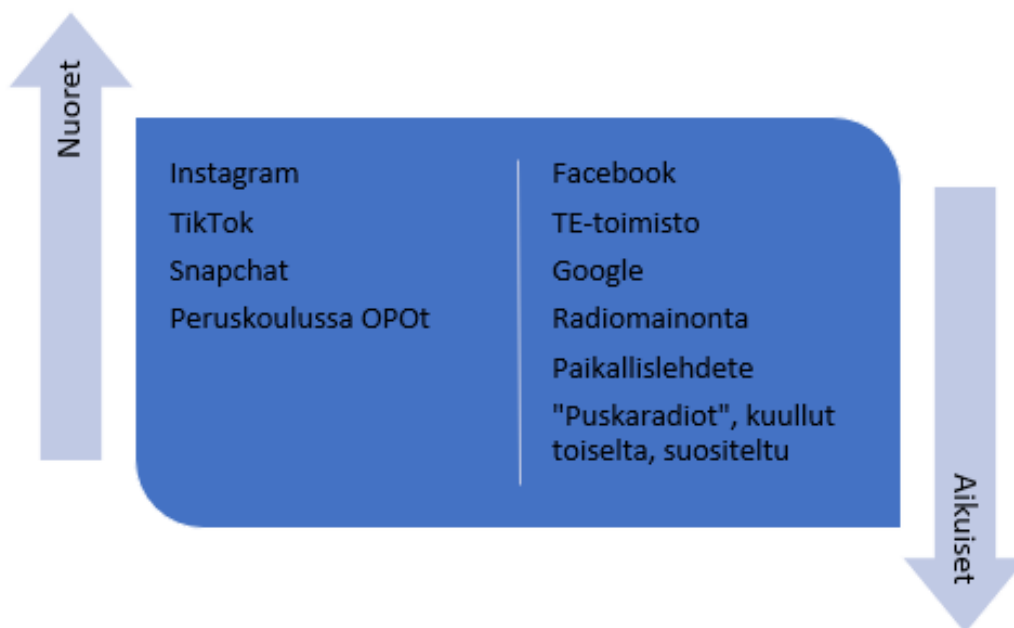 Nuoret
Instagram
TikTok
Snapchat
Peruskoulussa OPOt
Facebook
TE-toimisto
Google
Radiomainonta
Paikallislehdete
"Puskaradiot", kuullut
toiselta, suositeltu
Aikuiset